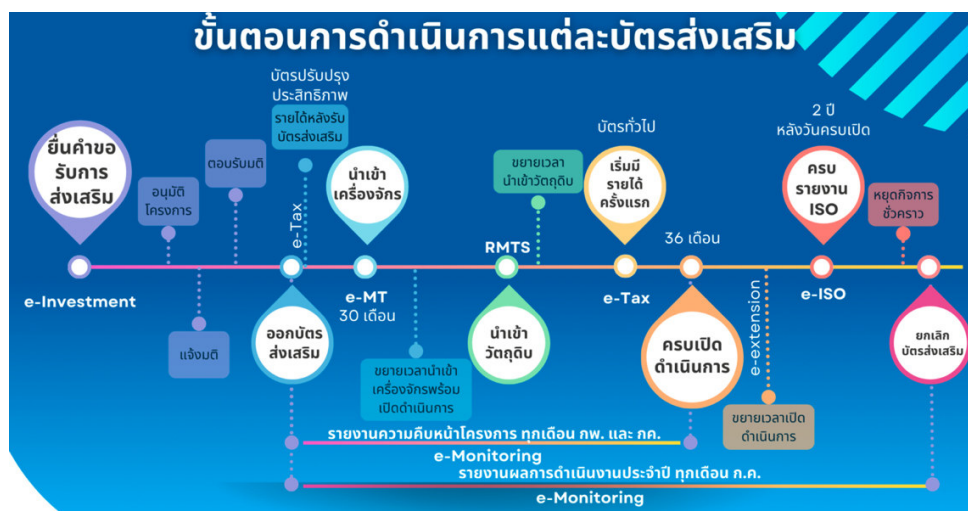 ขั้นตอนการดำเนินการแต่ละบัตรส่งเสริม
ยื่นคำขอ
รับการ
ส่งเสริม
e-Investment
อนุมัติ
โครงการ
แจ้งมติ
ตอบรับมติ
บัตรปรับปรุง
ประสิทธิภาพ
รายได้หลังรับ
บัตรส่งเสริม
e-Tax
ออกบัตร
ส่งเสริม
นำเข้า
เครื่องจักร
e-MT
30 เดือน
ขยายเวลานำเข้า
เครื่องจักรพร้อม
เปิดดำเนินการ
RMTS
นำเข้า
วัตถุดิบ
ขยายเวลา
นำเข้าวัตถุดิบ
บัตรทั่วไป
เริ่มมี
รายได้
ครั้งแรก
e-Tax
36 เดือน
ครบเปิด
ดำเนินการ
e-extension
ขยายเวลาเปิด
ดำเนินการ
2 ปี
หลังวันครบเปิด
ครบ
รายงาน
ISO
e-ISO
หยุดกิจการ
ชั่วคราว
ยกเลิก
บัตรส่งเสริม
รายงานความคืบหน้าโครงการ ทุกเดือน กพ. และ กค.
e-Monitoring
รายงานผลการดำเนินงานประจำปี ทุกเดือน ก.ค.
e-Monitoring